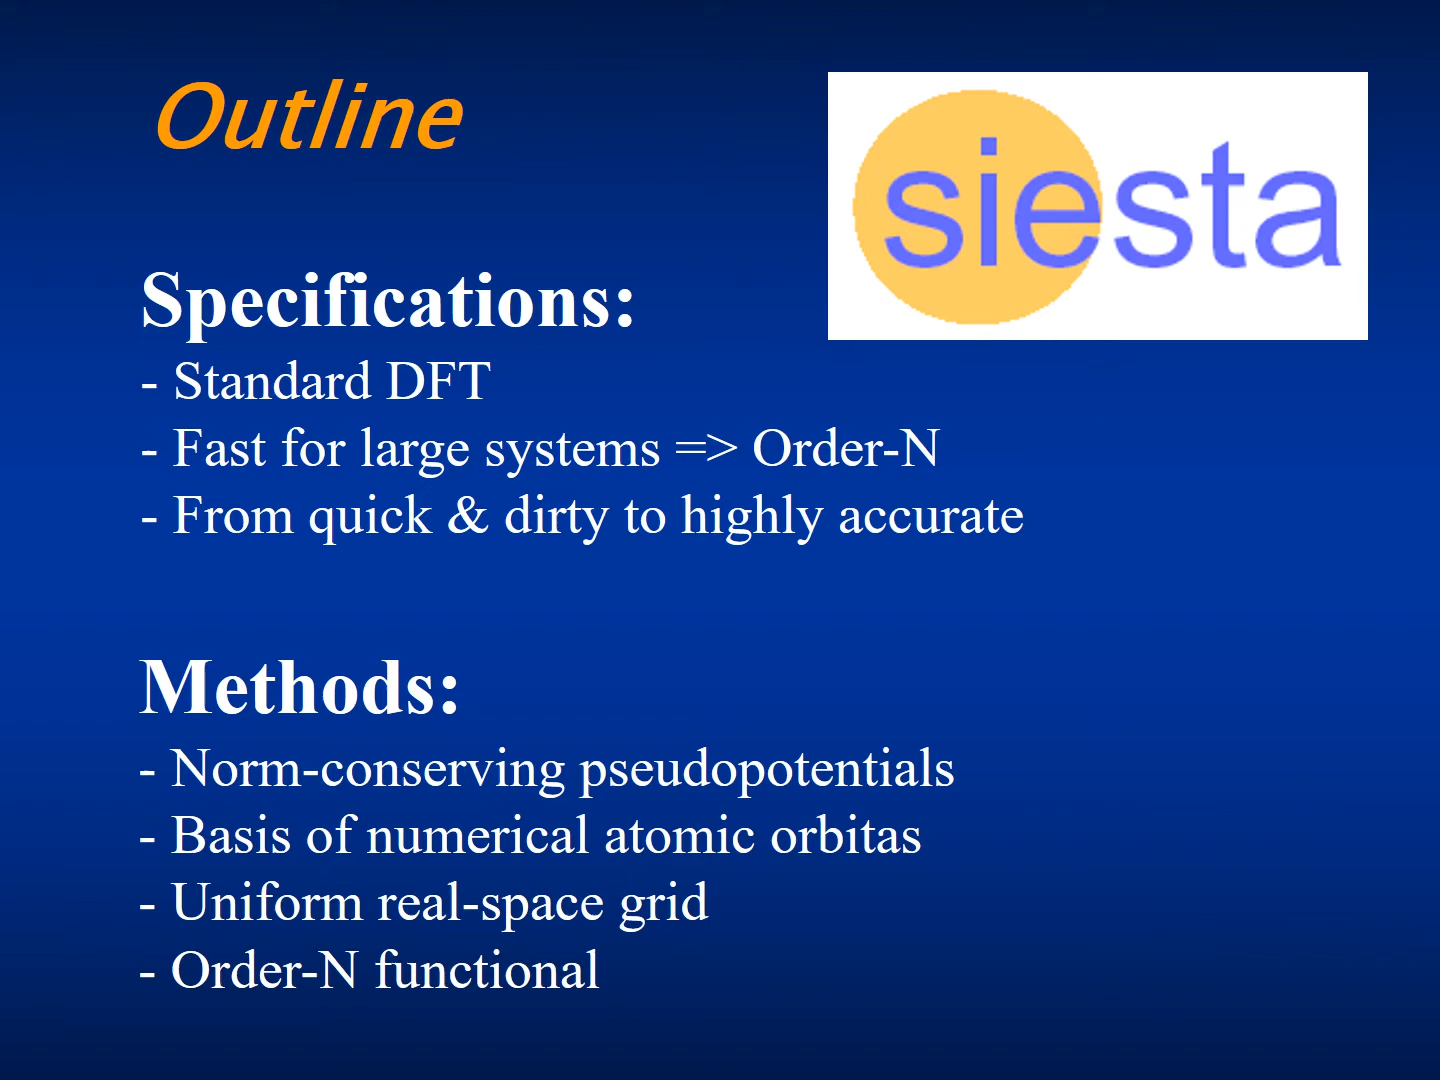 Outline
siesta
Specifications:
- Standard DFT
- Fast for large systems => Order-N
- From quick & dirty to highly accurate
Methods:
- Norm-conserving pseudopotentials
- Basis of numerical atomic orbitas
- Uniform real-space grid
- Order-N functional